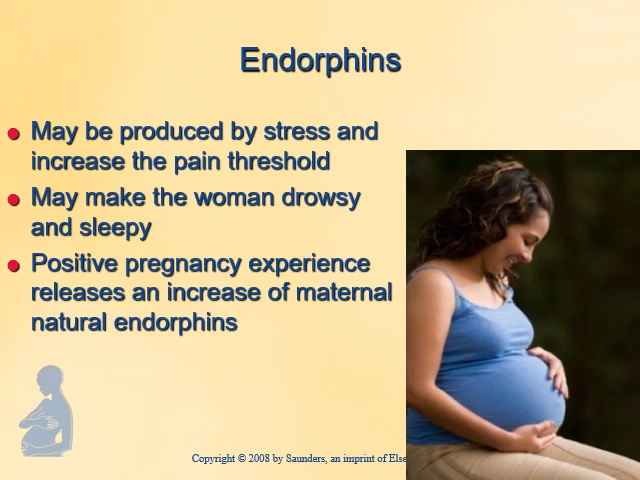 Endorphins
May be produced by stress and
increase the pain threshold
May make the woman drowsy
and sleepy
Positive pregnancy experience
releases an increase of maternal
natural endorphins
Copyright © 2008 by Saunders, an imprint of Else